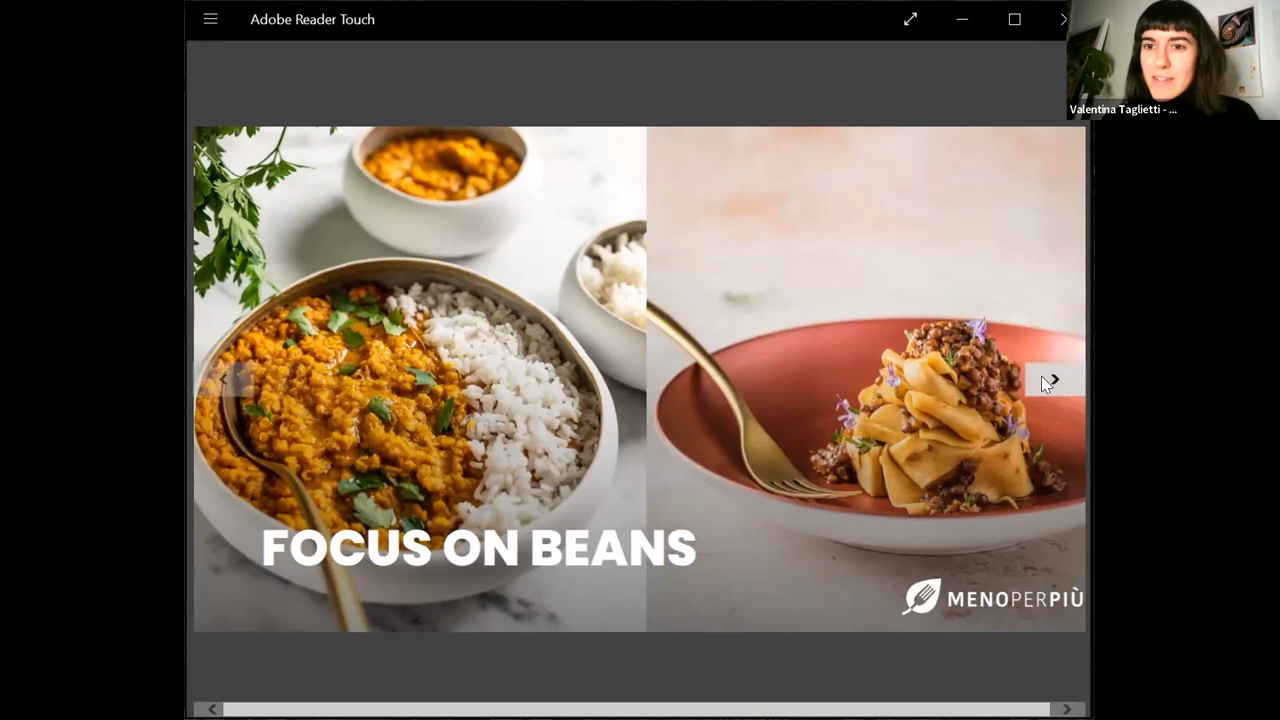 Adobe Reader Touch
Valentina Taglietti - ...
FOCUS ON BEANS
MENOPERPIÙ